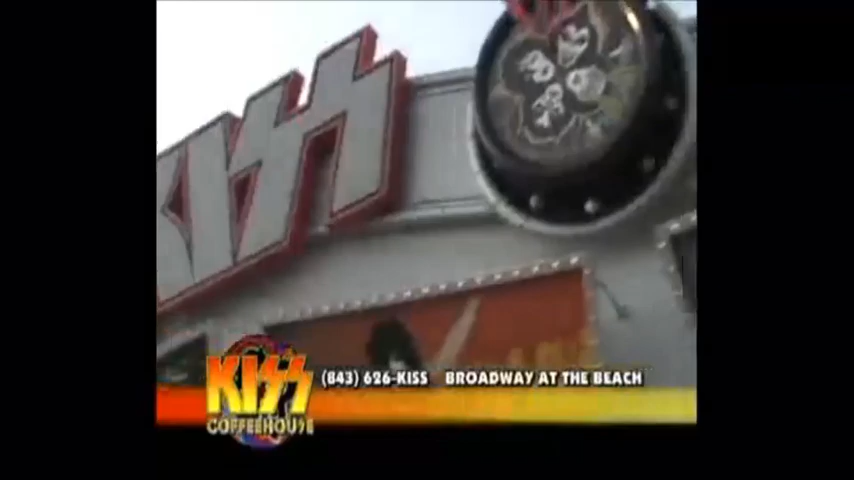 KISS
KISS
COFFEEHOUSE
(843) 626-KISS BROADWAY AT THE BEACH